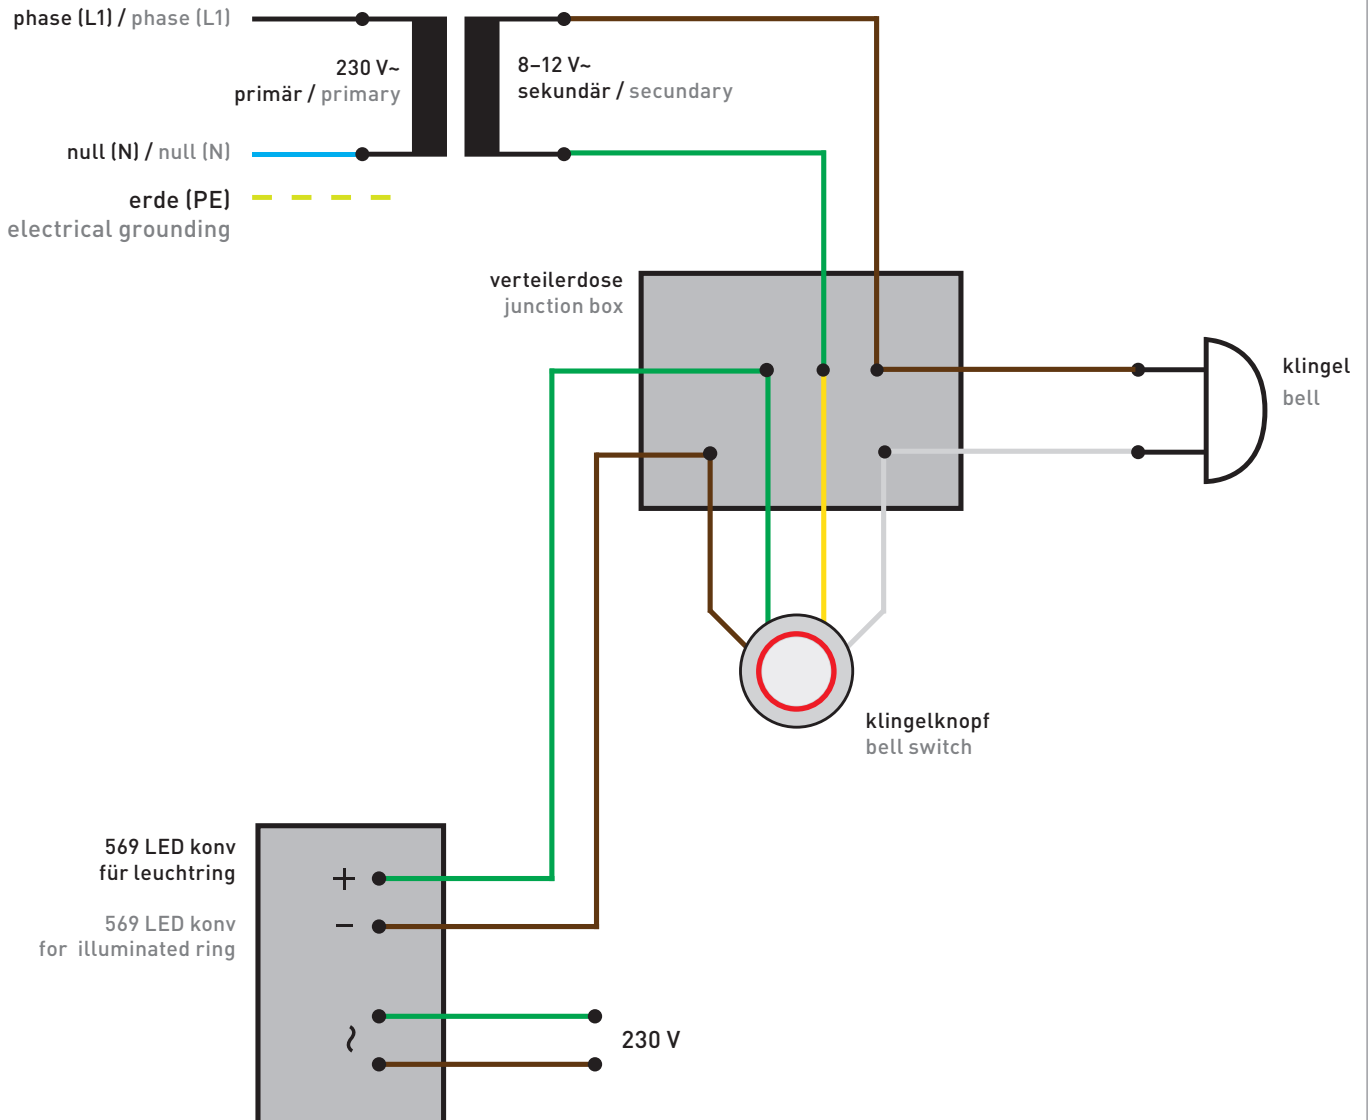 phase (L1) / phase (L1)
230 V~
primär / primary
8–12 V~
sekundär / secundary
null (N) / null (N)
erde (PE)
electrical grounding
verteilerdose
junction box
klingel
bell
klingelknopf
bell switch
569 LED konv
für leuchtring
569 LED konv
for illuminated ring
+
–
~
230 V